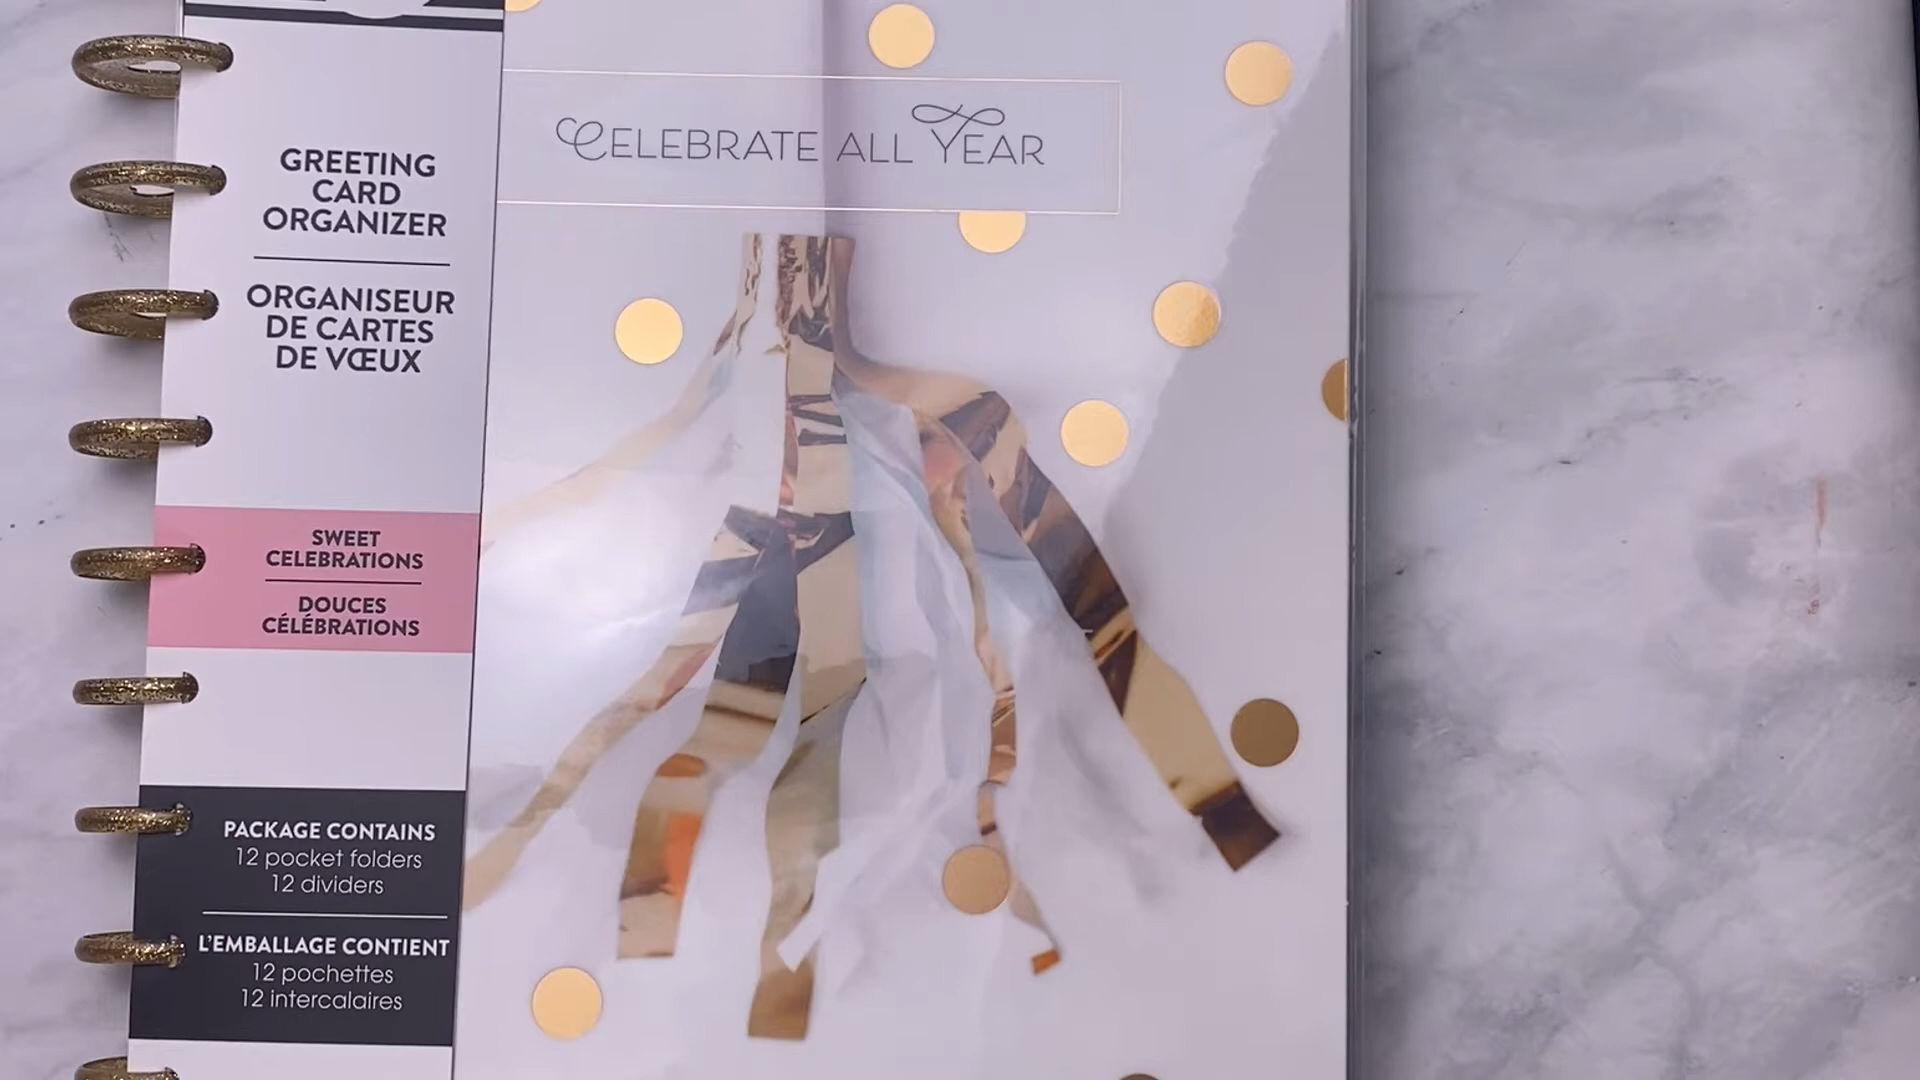 GREETING
CARD
ORGANIZER
ORGANISEUR
DE CARTES
DE VŒUX
SWEET
CELEBRATIONS
DOUCES
CÉLÉBRATIONS
PACKAGE CONTAINS
12 pocket folders
12 dividers
L'EMBALLAGE CONTIENT
12 pochettes
12 intercalaires
CELEBRATE ALL YEAR